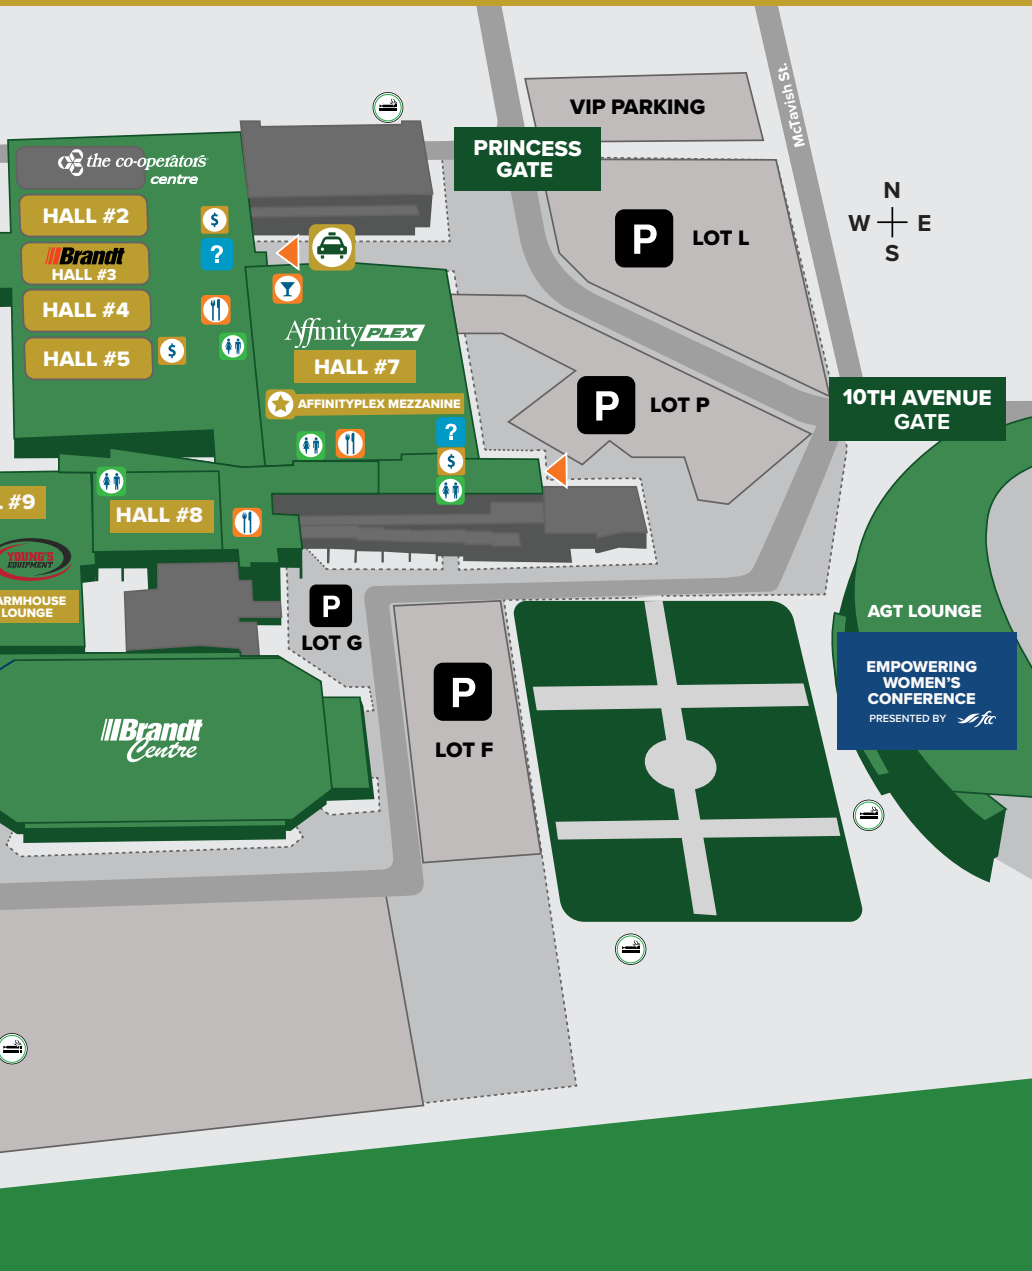 VIP PARKING
McTavish St.
PRINCESS
GATE
the co-operators
centre
HALL #2
$
?
Brandt
HALL #3
HALL #4
HALL #5
$
P
LOT L
N
W E
S
Affinity PLEX
HALL #7
AFFINITYPLEX MEZZANINE
?
$
P
LOT P
10TH AVENUE
GATE
#9
HALL #8
YOUNG'S
EQUIPMENT
LOUNGE
P
LOT G
P
LOT F
Brandt
Centre
AGT LOUNGE
EMPOWERING
WOMEN'S
CONFERENCE
PRESENTED BY fcc